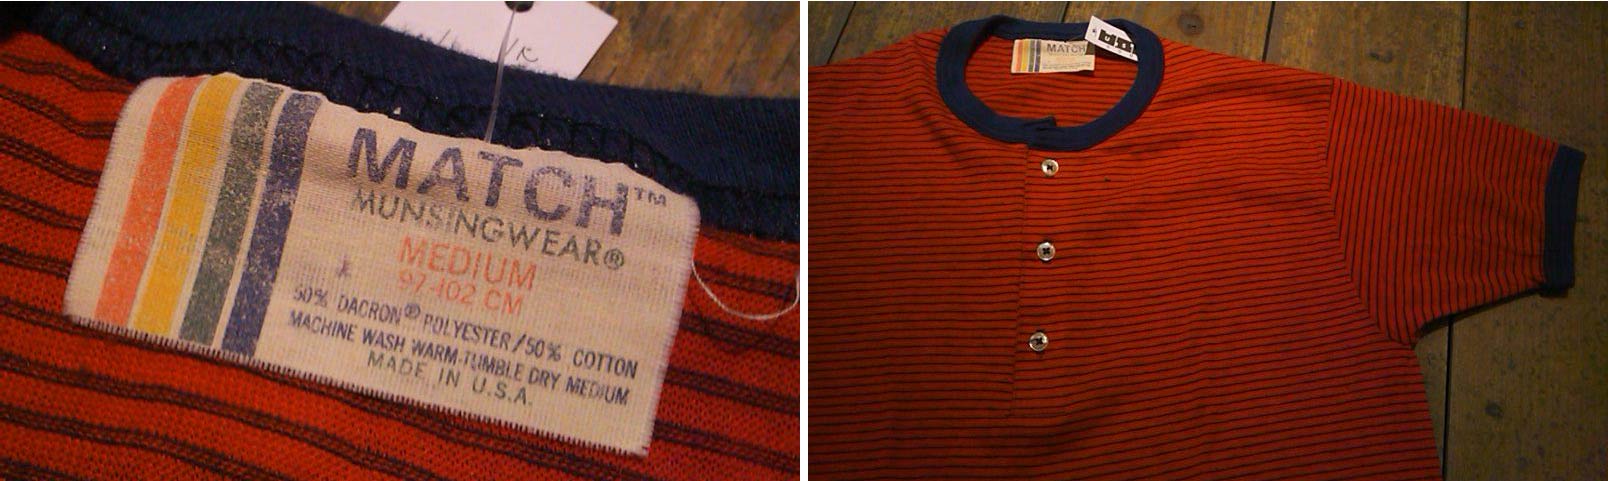 MATCH™
MUNSINGWEAR®
MEDIUM
97-102 CM
50% DACRON® POLYESTER/50% COTTON
MACHINE WASH WARM-TUMBLE DRY MEDIUM
MADE IN U.S.A.
MATCH